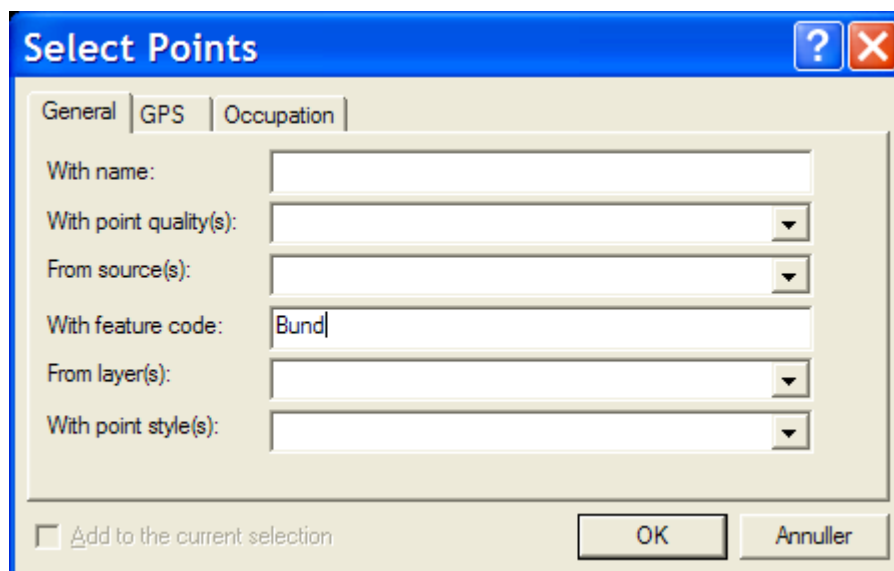 Select Points
General GPS Occupation
With name:
With point quality(s):
From source(s):
With feature code: Bund
From layer(s):
With point style(s):
Add to the current selection OK Annuller